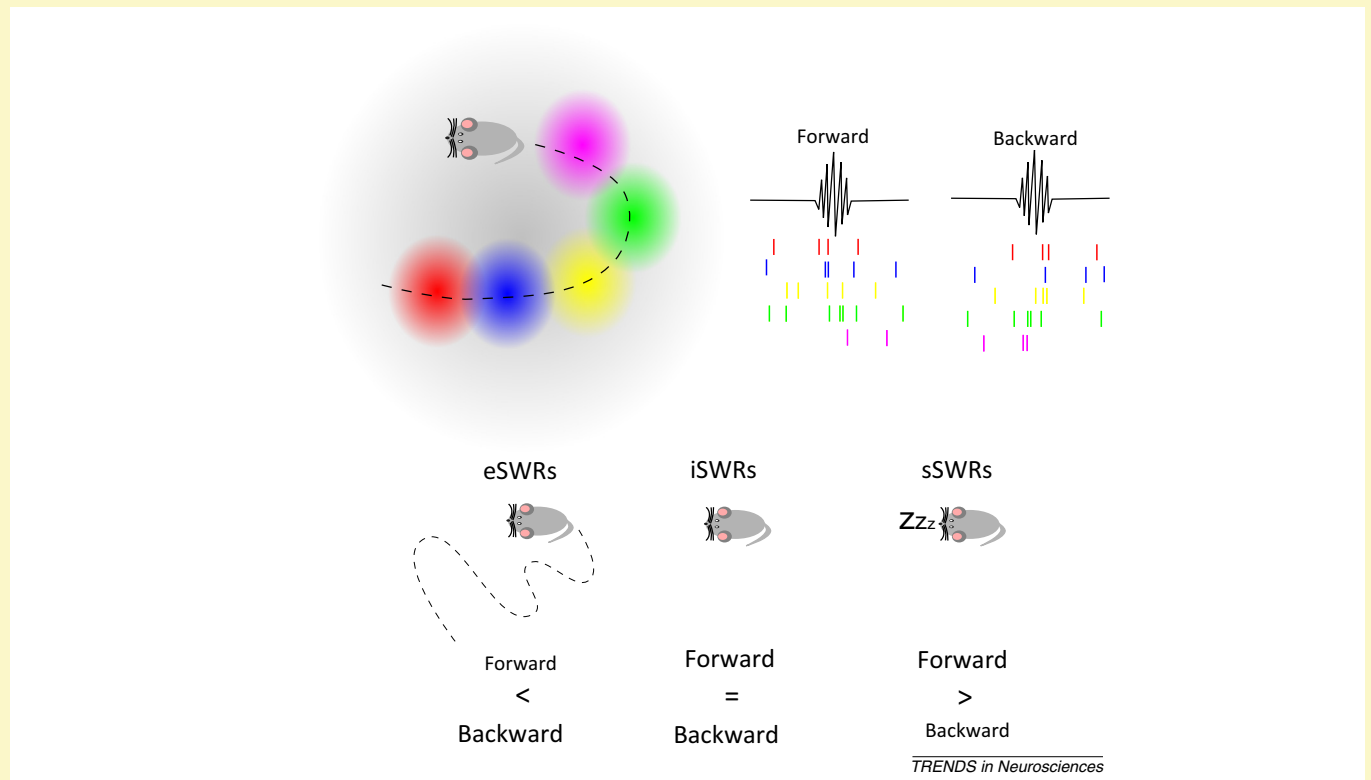 Forward
Backward
eSWRs
iSWRs
sSWRs
zzz
Forward
<
Backward
Forward
=
Backward
Forward
>
Backward
TRENDS in Neurosciences